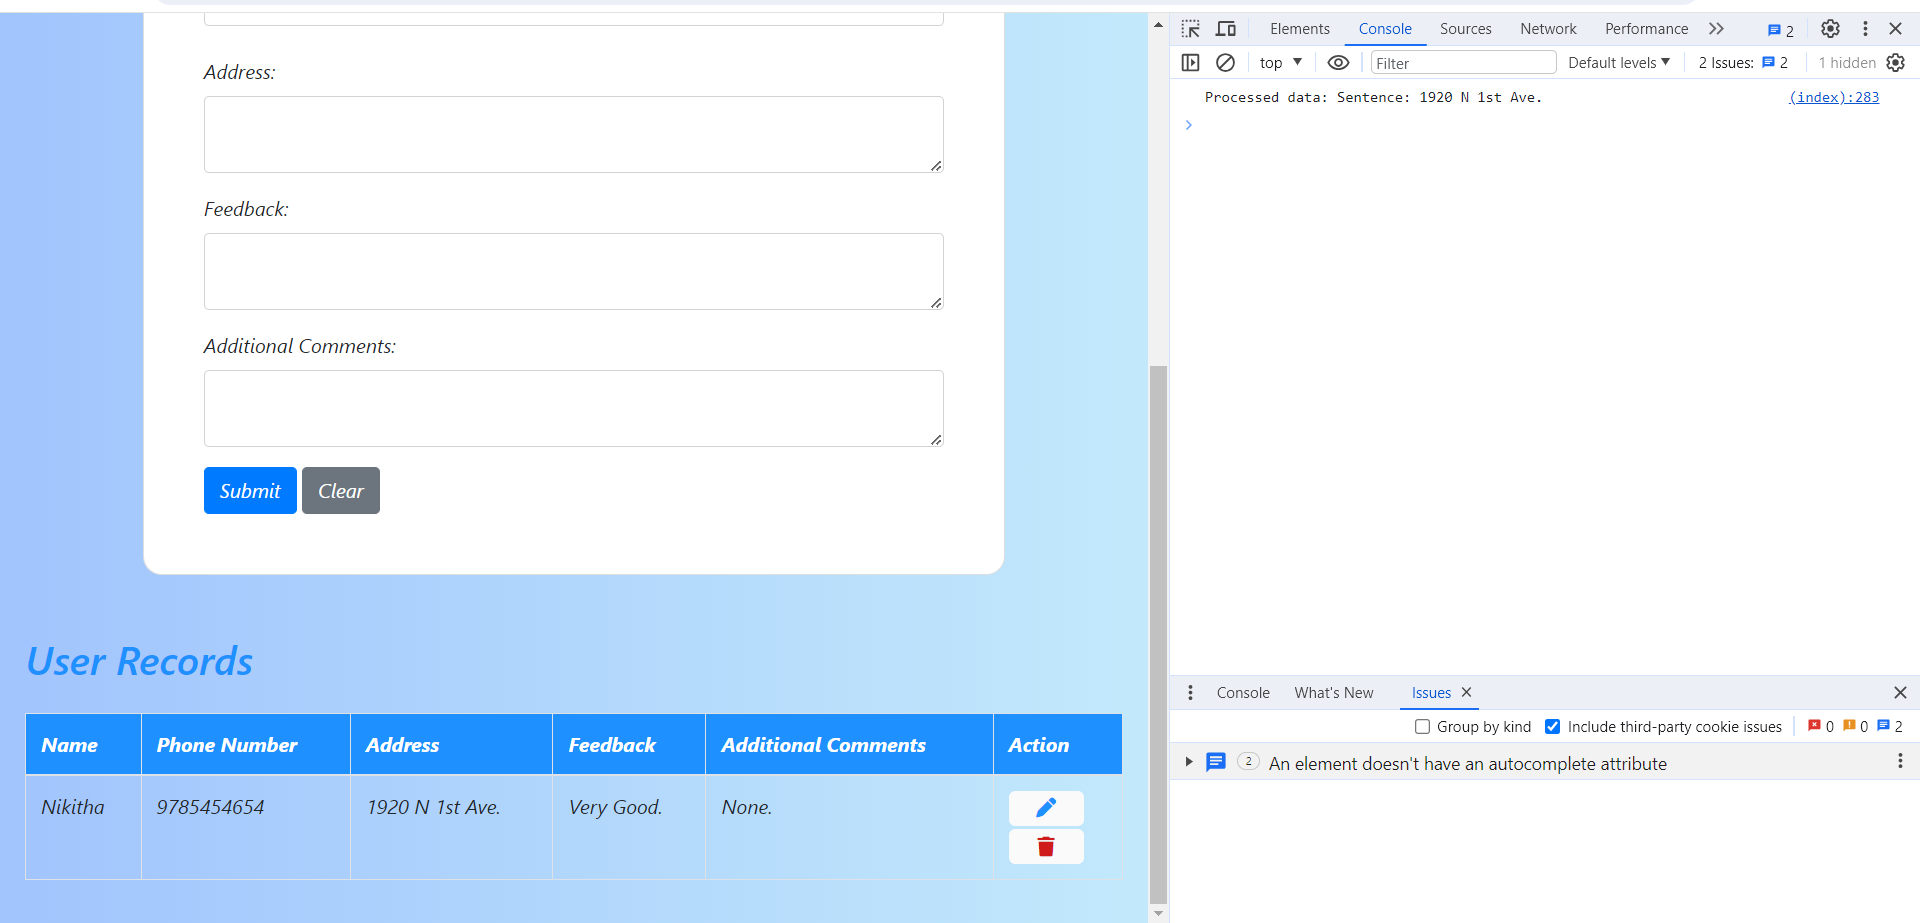 Address:
Feedback:
Additional Comments:
Submit Clear
User Records
Name Phone Number Address Feedback Additional Comments Action
Nikitha 9785454654 1920 N 1st Ave. Very Good. None.
Elements Console Sources Network Performance 2
top Filter Default levels 2 Issues: 2 1 hidden
Processed data: Sentence: 1920 N 1st Ave. (index):283
Console What's New Issues
Group by kind Include third-party cookie issues 0 0 2
2 An element doesn't have an autocomplete attribute